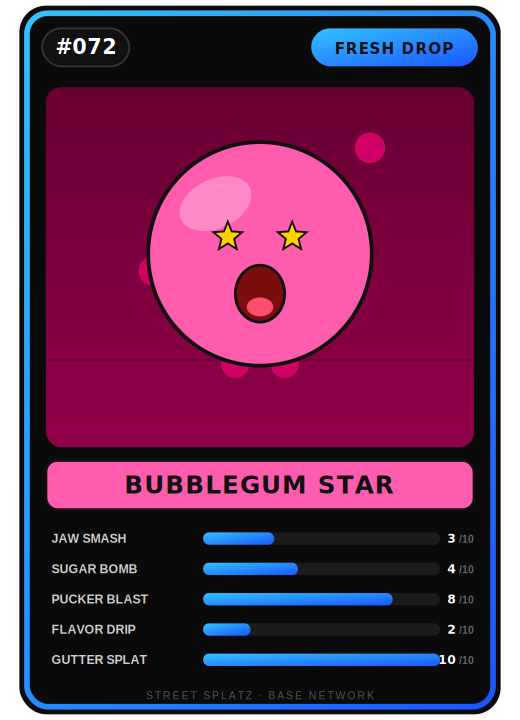 #072 FRESH DROP
BUBBLEGUM STAR
JAW SMASH 3 /10
SUGAR BOMB 4 /10
PUCKER BLAST 8 /10
FLAVOR DRIP 2 /10
GUTTER SPLAT 10 /10
STREET SPLATZ · BASE NETWORK